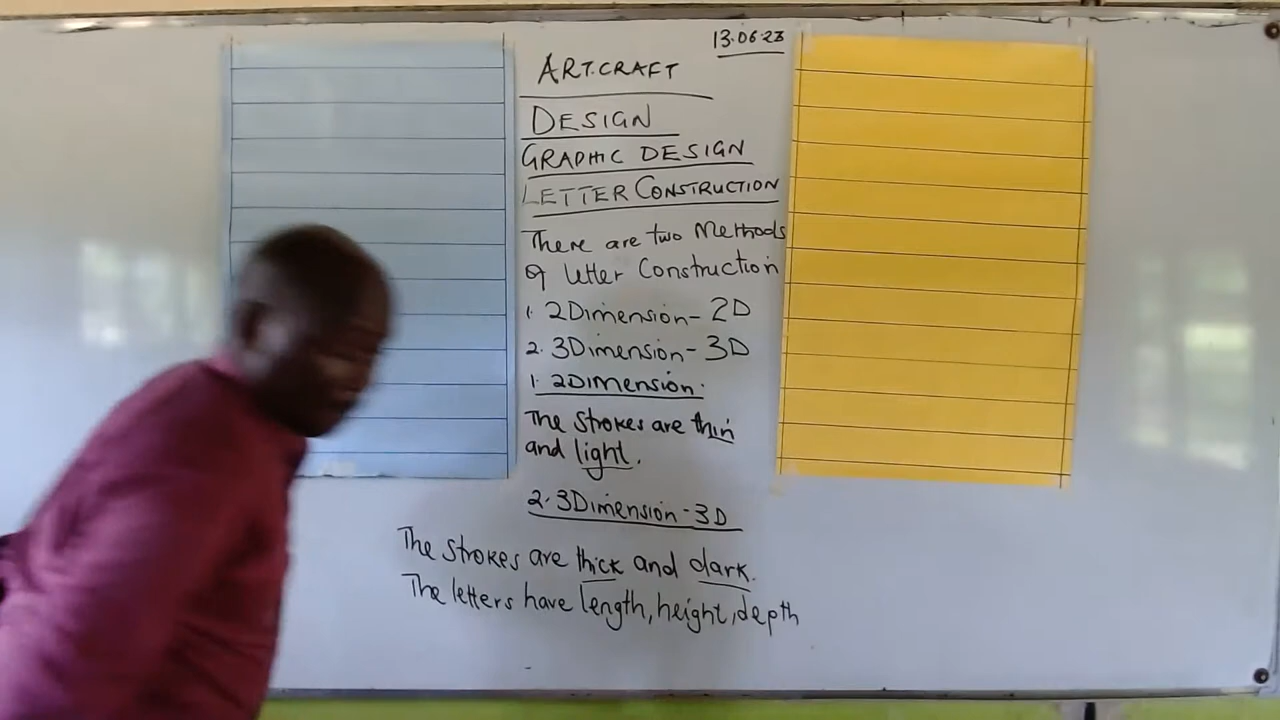 13.06.23
ART.CRAFT
DESIGN
GRAPHIC DESIGN
LETTER CONSTRUCTION
There are two Methods
of letter Construction
1. 2Dimension - 2D
2. 3Dimension - 3D
1. 2Dimension.
The strokes are thin
and light.
2. 3Dimension - 3D
The strokes are thick and dark.
The letters have length, height, depth